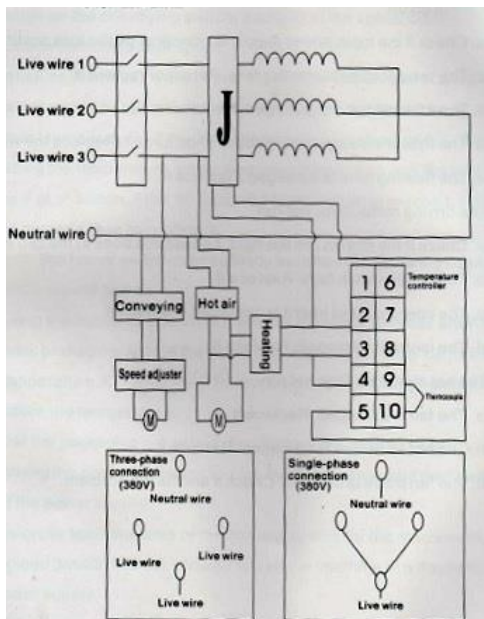 Live wire 1
J
Live wire 2
Live wire 3
Neutral wire
1 6
Temperature
controller
2 7
3 8
4 9
Thermocouple
5 10
Conveying
Hot air
Heating
Speed adjuster
M
M
Three-phase
connection
(380V)
Neutral wire
Live wire
Live wire
Live wire
Single-phase
connection
(380V)
Neutral wire
Live wire